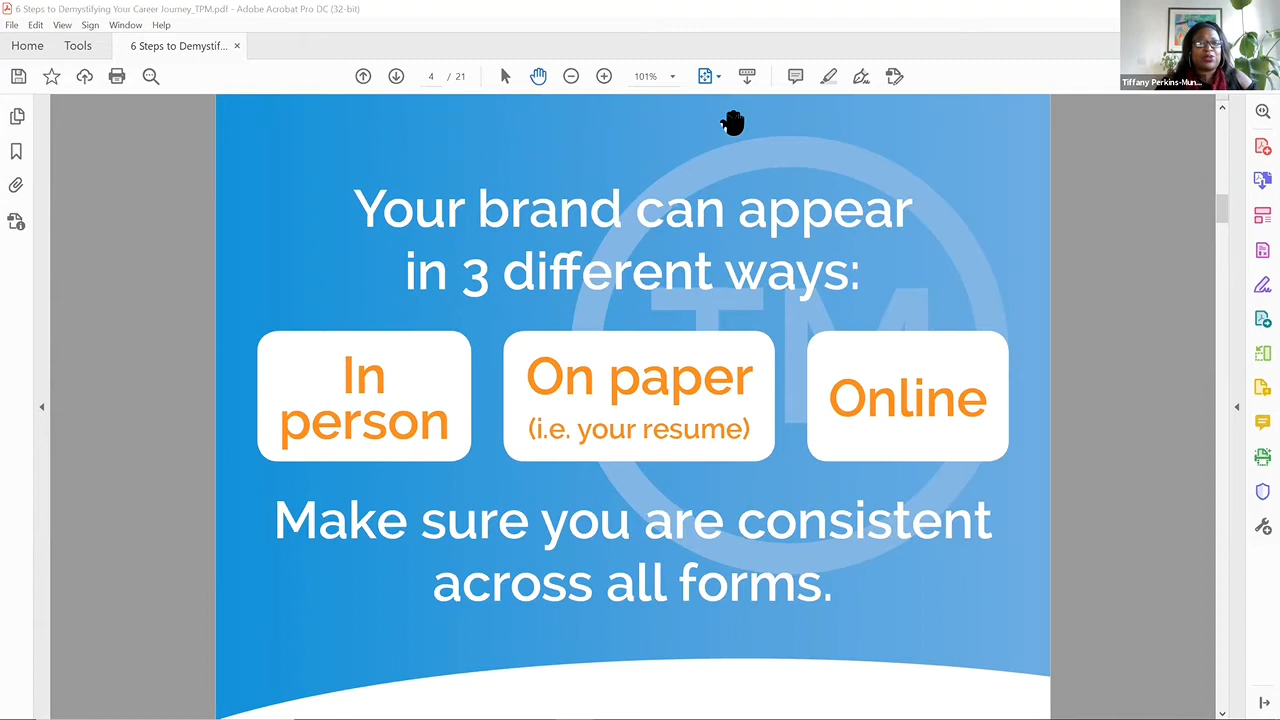 6 Steps to Demystifying Your Career Journey_TPM.pdf - Adobe Acrobat Pro DC (32-bit)
File Edit View Sign Window Help
Home Tools 6 Steps to Demystif... ×
4 / 21 101%
Tiffany Perkins-Mun...
Your brand can appear
in 3 different ways:
In
person
On paper
(i.e. your resume)
Online
TM
Make sure you are consistent
across all forms.